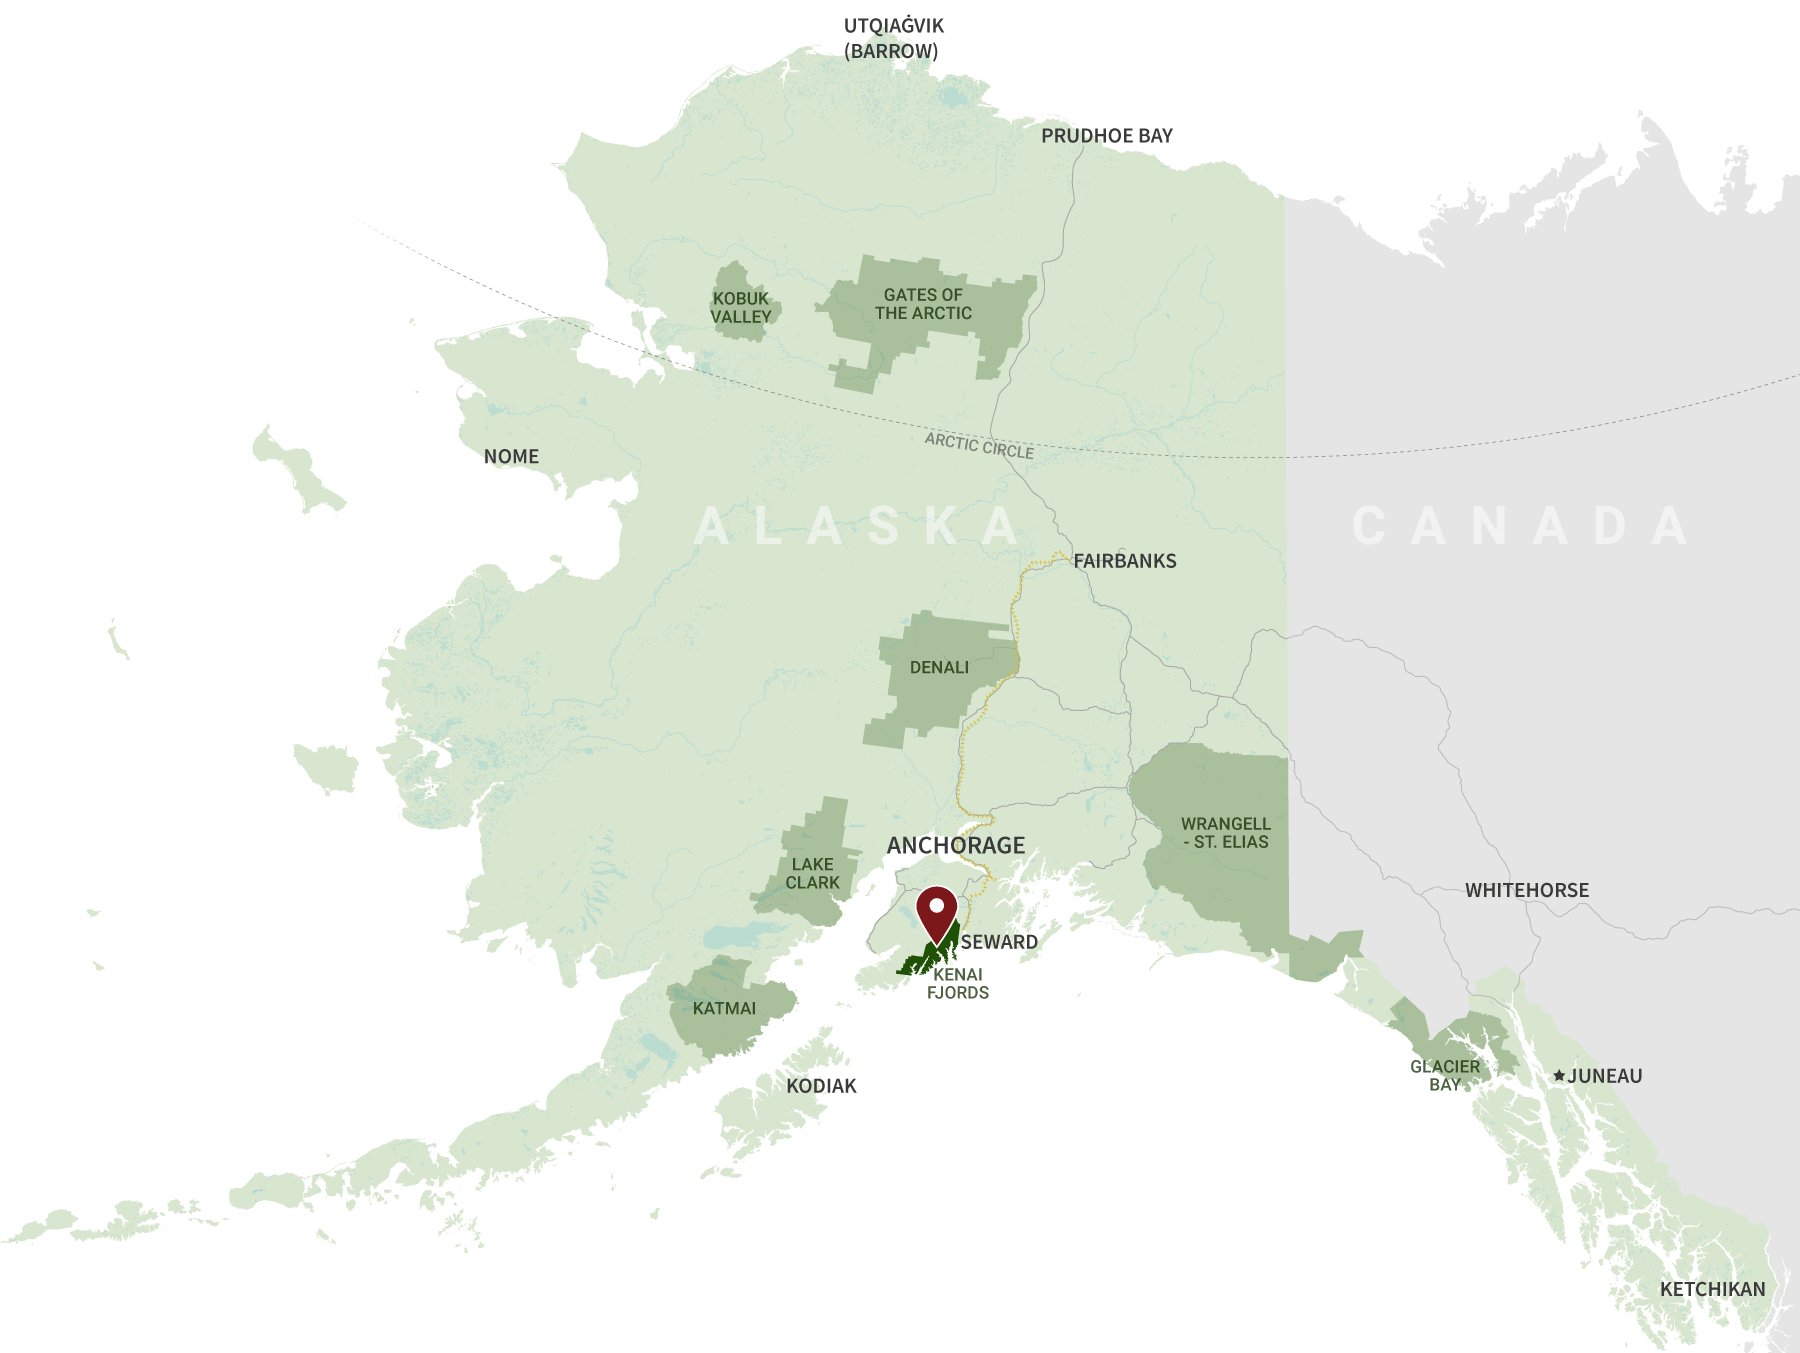 UTQIAĠVIK
(BARROW)
PRUDHOE BAY
KOBUK
VALLEY
GATES OF
THE ARCTIC
ARCTIC CIRCLE
NOME
ALASKA
CANADA
FAIRBANKS
DENALI
WRANGELL
- ST. ELIAS
ANCHORAGE
LAKE
CLARK
WHITEHORSE
SEWARD
KENAI
FJORDS
KATMAI
GLACIER
BAY
JUNEAU
KODIAK
KETCHIKAN